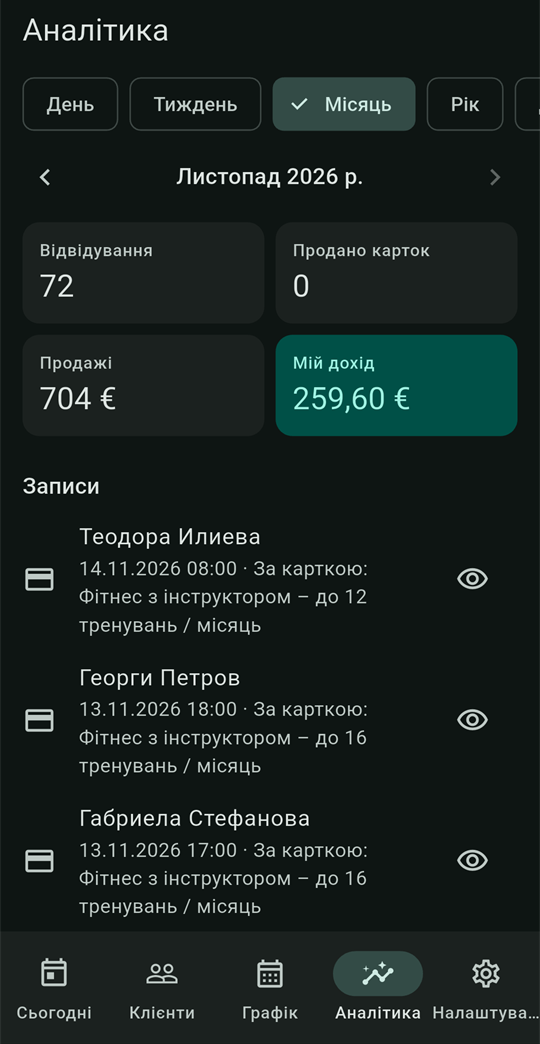 Аналітика
День
Тиждень
Місяць
Рік
Листопад 2026 р.
Відвідування
72
Продано карток
0
Продажі
704 €
Мій дохід
259,60 €
Записи
Теодора Илиева
14.11.2026 08:00 · За карткою:
Фітнес з інструктором – до 12
тренувань / місяць
Георги Петров
13.11.2026 18:00 · За карткою:
Фітнес з інструктором – до 16
тренувань / місяць
Габриела Стефанова
13.11.2026 17:00 · За карткою:
Фітнес з інструктором – до 16
тренувань / місяць
Сьогодні
Клієнти
Графік
Аналітика
Налаштува…